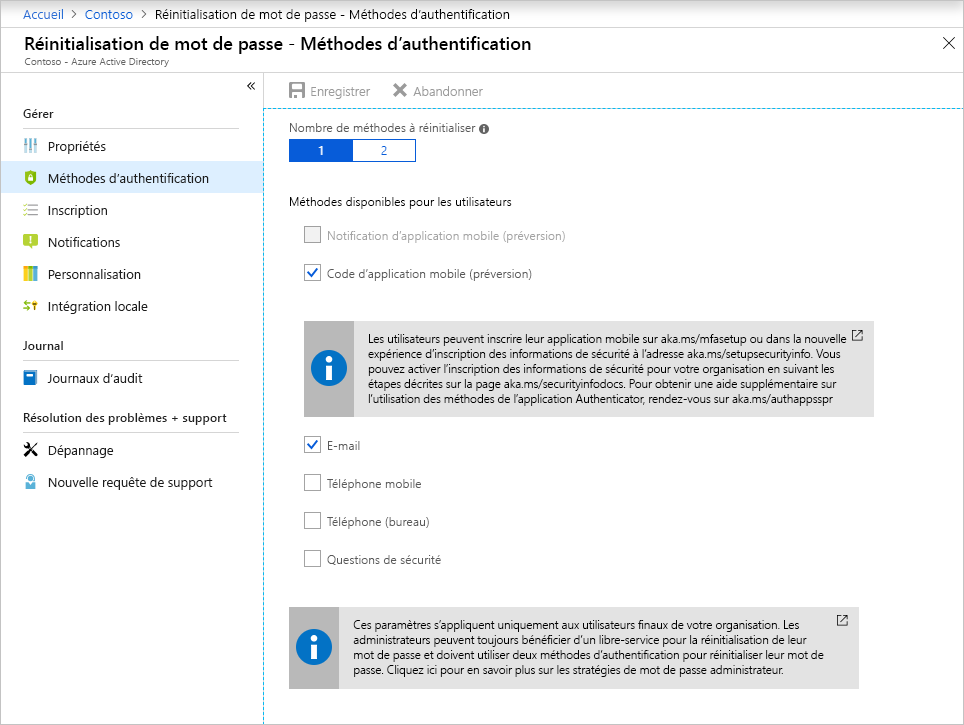 Accueil > Contoso > Réinitialisation de mot de passe - Méthodes d'authentification
Réinitialisation de mot de passe - Méthodes d'authentification
Contoso - Azure Active Directory
«
Gérer
Propriétés
Méthodes d'authentification
Inscription
Notifications
Personnalisation
Intégration locale
Journal
Journaux d'audit
Résolution des problèmes + support
Dépannage
Nouvelle requête de support
Enregistrer Abandonner
Nombre de méthodes à réinitialiser
1 2
Méthodes disponibles pour les utilisateurs
Notification d'application mobile (préversion)
Code d'application mobile (préversion)
Les utilisateurs peuvent inscrire leur application mobile sur aka.ms/mfasetup ou dans la nouvelle
expérience d'inscription des informations de sécurité à l'adresse aka.ms/setupsecurityinfo. Vous
pouvez activer l'inscription des informations de sécurité pour votre organisation en suivant les
étapes décrites sur la page aka.ms/securityinfodocs. Pour obtenir une aide supplémentaire sur
l'utilisation des méthodes de l'application Authenticator, rendez-vous sur aka.ms/authappsspr
E-mail
Téléphone mobile
Téléphone (bureau)
Questions de sécurité
Ces paramètres s'appliquent uniquement aux utilisateurs finaux de votre organisation. Les
administrateurs peuvent toujours bénéficier d'un libre-service pour la réinitialisation de leur
mot de passe et doivent utiliser deux méthodes d'authentification pour réinitialiser leur mot de
passe. Cliquez ici pour en savoir plus sur les stratégies de mot de passe administrateur.